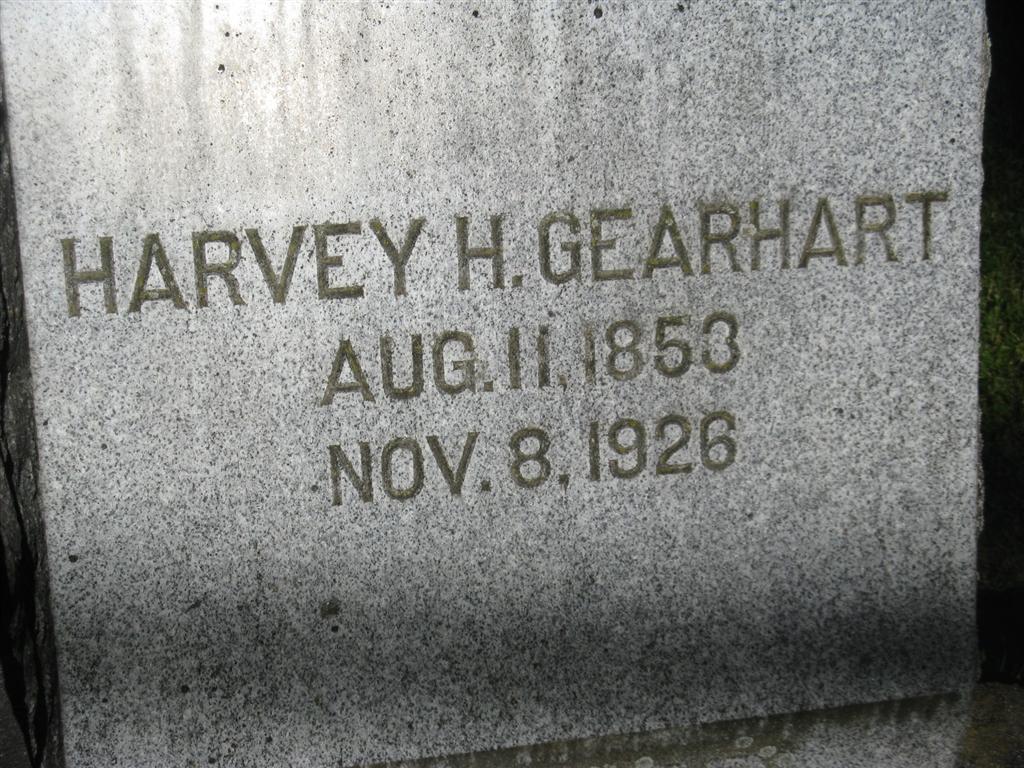 HARVEY H. GEARHART
AUG. 11, 1853
NOV. 8, 1926